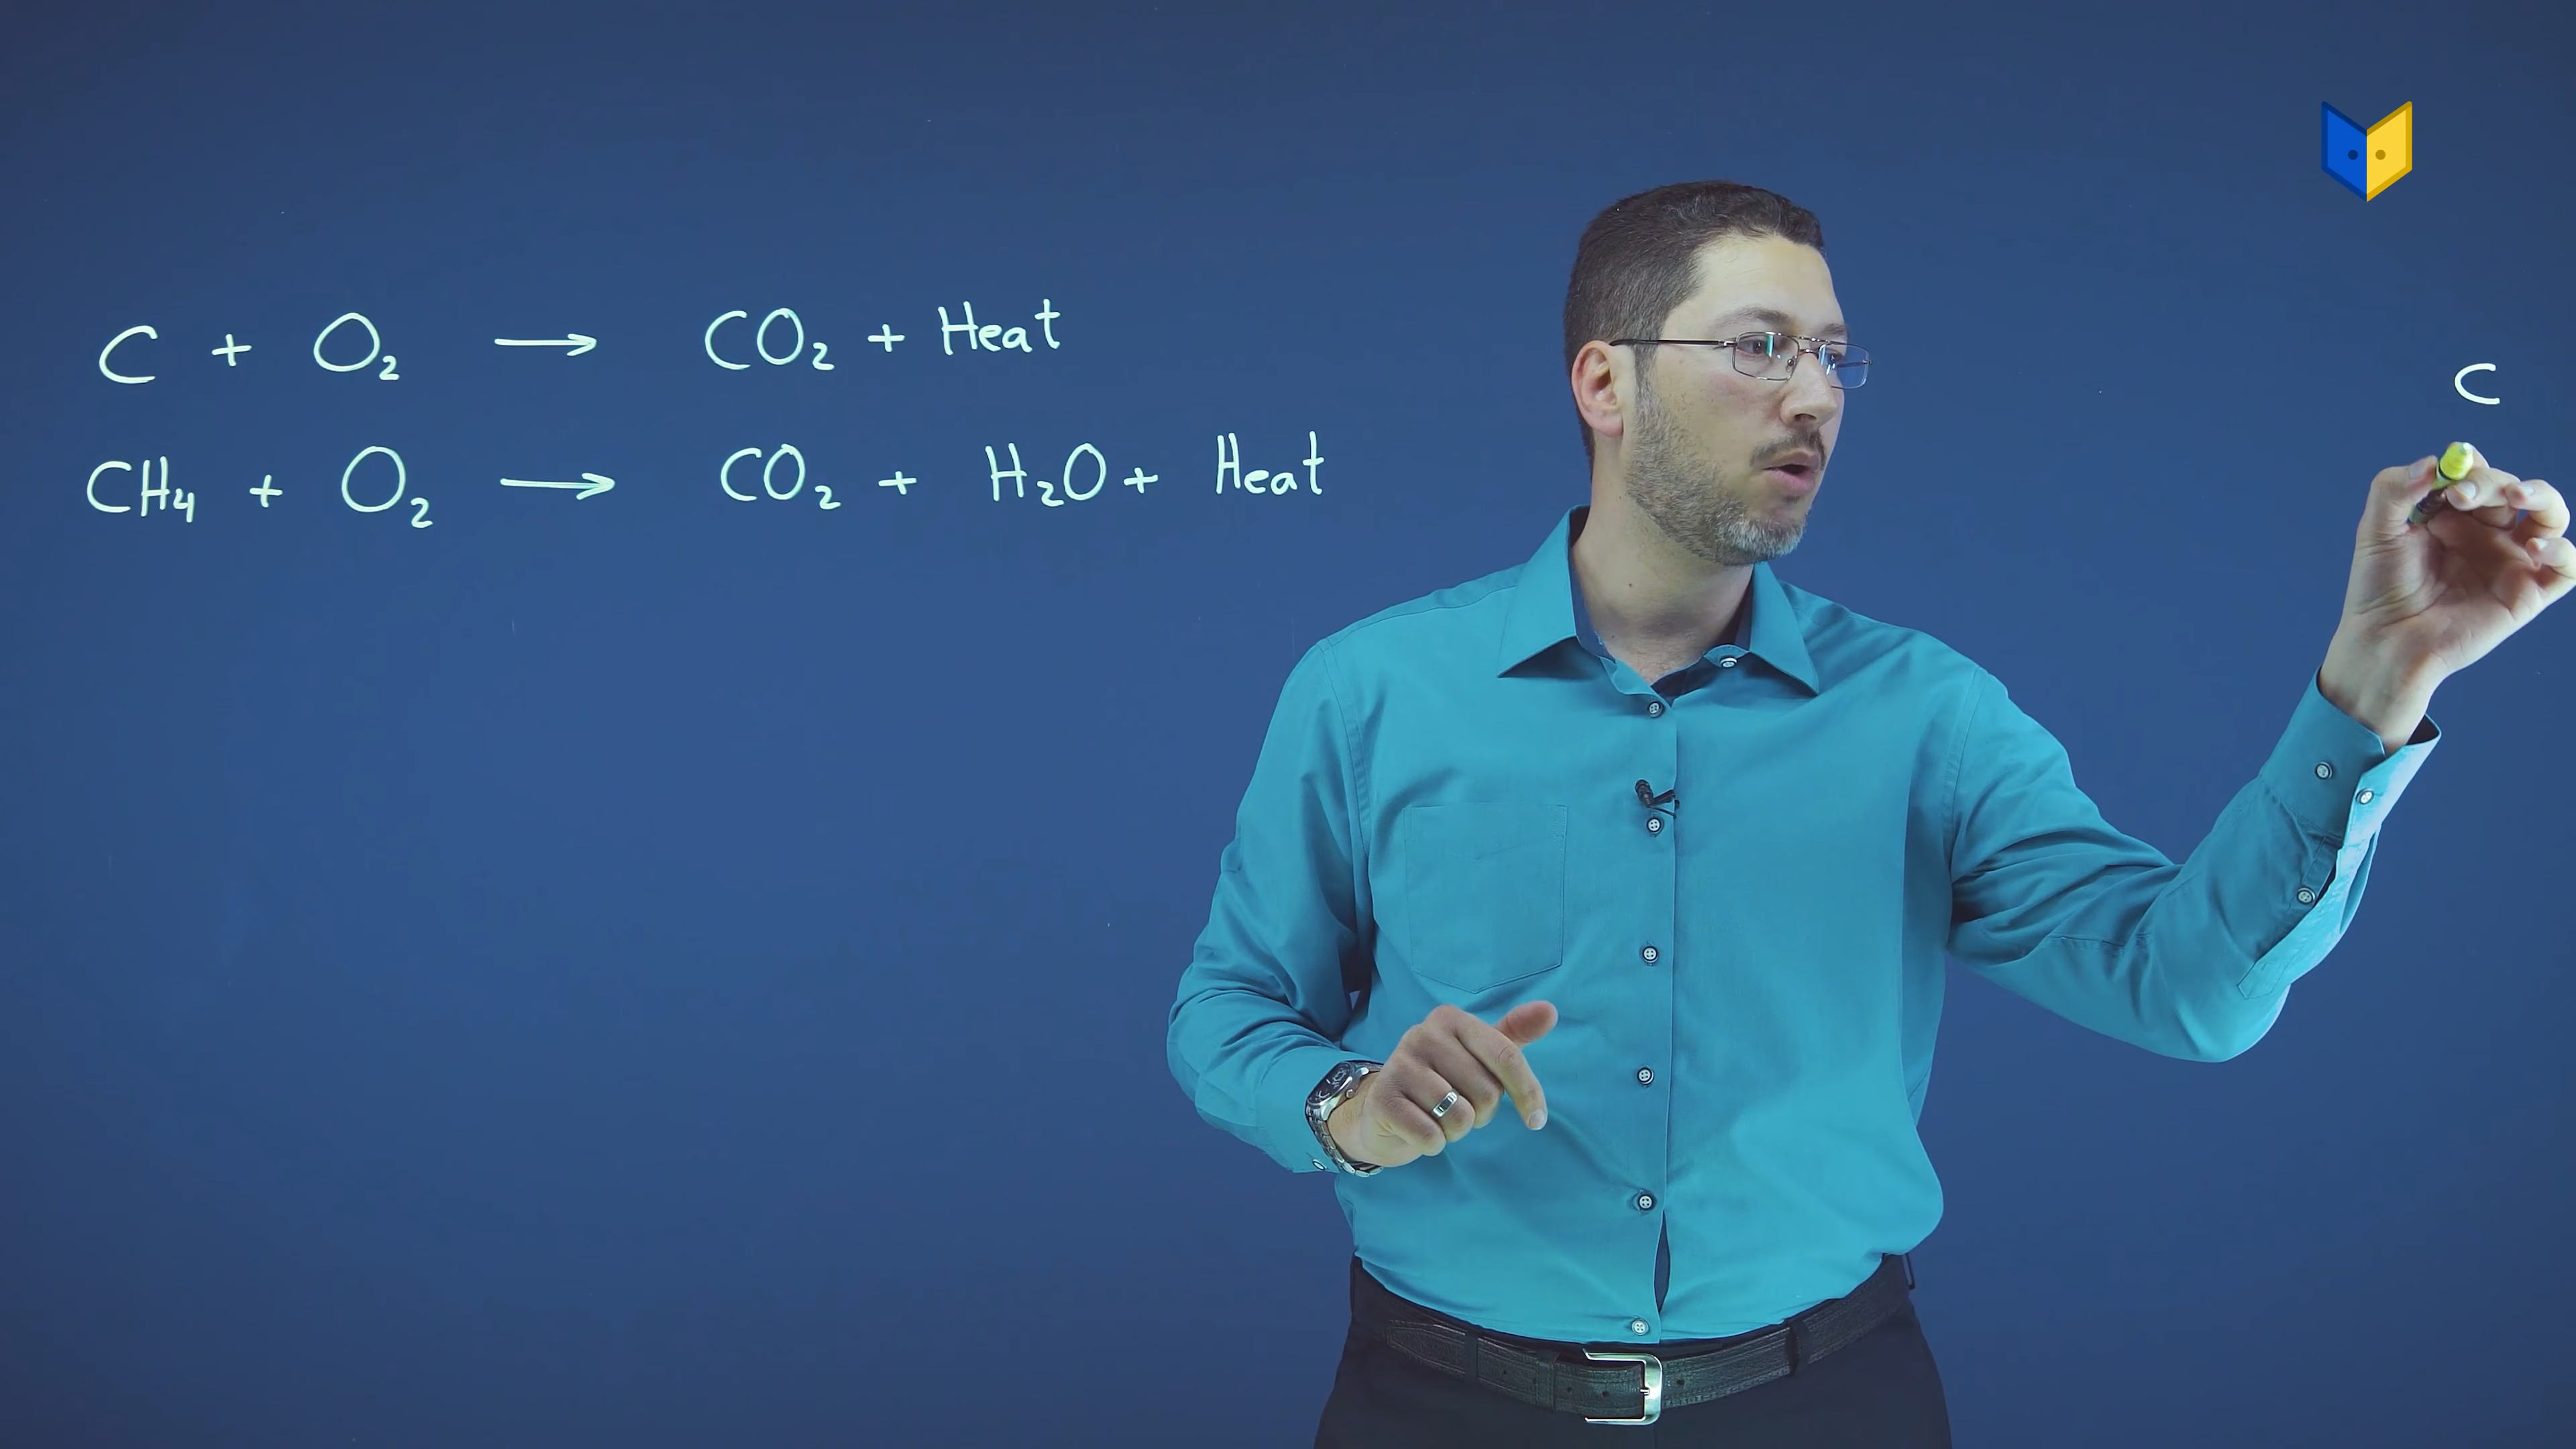 C + O₂ → CO₂ + Heat
CH₄ + O₂ → CO₂ + H₂O + Heat
C